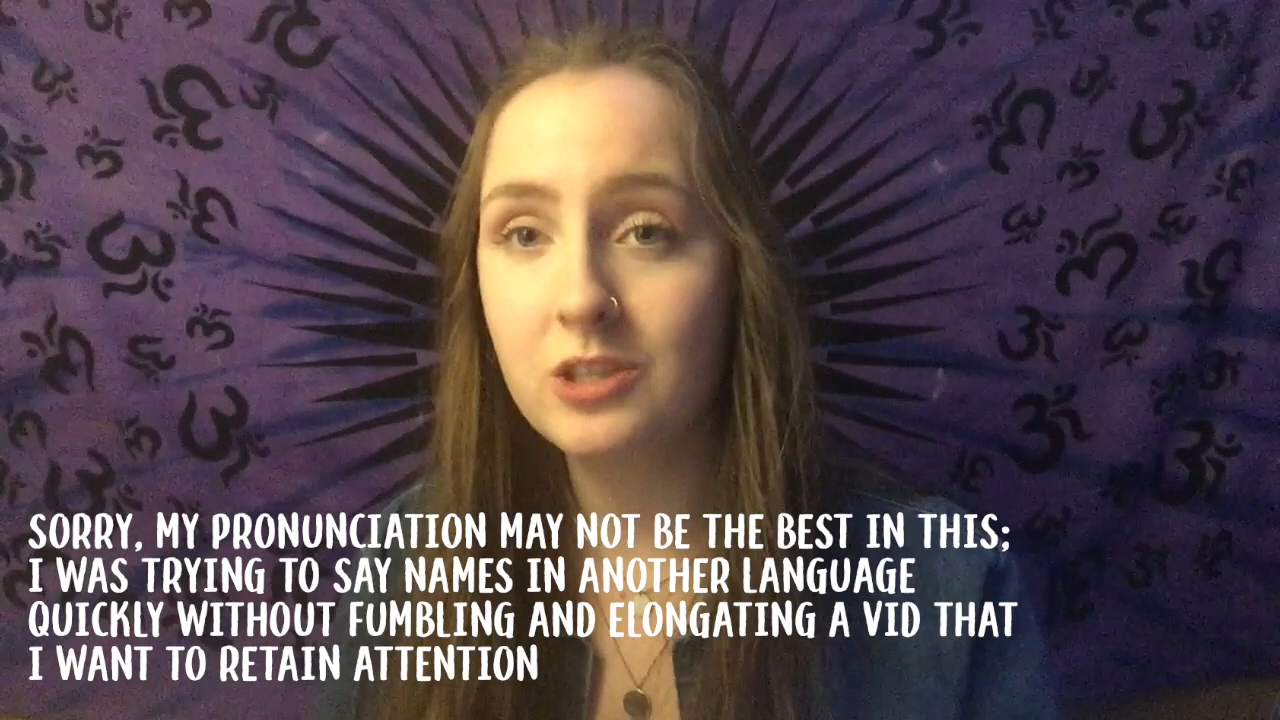 SORRY, MY PRONUNCIATION MAY NOT BE THE BEST IN THIS;
I WAS TRYING TO SAY NAMES IN ANOTHER LANGUAGE
QUICKLY WITHOUT FUMBLING AND ELONGATING A VID THAT
I WANT TO RETAIN ATTENTION